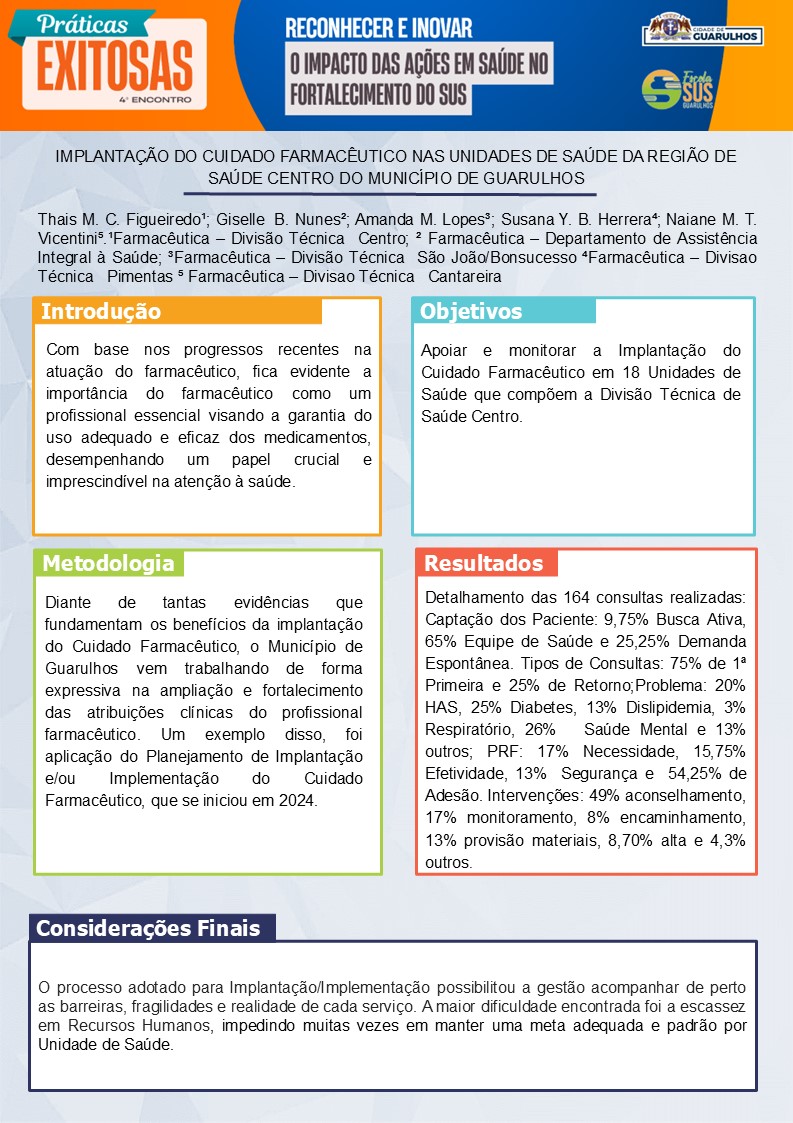 Práticas
EXITOSAS
4º ENCONTRO
RECONHECER E INOVAR
O IMPACTO DAS AÇÕES EM SAÚDE NO
FORTALECIMENTO DO SUS
CIDADE DE
GUARULHOS
Escola
SUS
GUARULHOS
IMPLANTAÇÃO DO CUIDADO FARMACÊUTICO NAS UNIDADES DE SAÚDE DA REGIÃO DE
SAÚDE CENTRO DO MUNICÍPIO DE GUARULHOS
Thais M. C. Figueiredo¹; Giselle B. Nunes²; Amanda M. Lopes³; Susana Y. B. Herrera⁴; Naiane M. T.
Vicentini⁵.¹Farmacêutica – Divisão Técnica Centro; ² Farmacêutica – Departamento de Assistência
Integral à Saúde; ³Farmacêutica – Divisão Técnica São João/Bonsucesso ⁴Farmacêutica – Divisao
Técnica Pimentas ⁵ Farmacêutica – Divisao Técnica Cantareira
Introdução
Com base nos progressos recentes na
atuação do farmacêutico, fica evidente a
importância do farmacêutico como um
profissional essencial visando a garantia do
uso adequado e eficaz dos medicamentos,
desempenhando um papel crucial e
imprescindível na atenção à saúde.
Objetivos
Apoiar e monitorar a Implantação do
Cuidado Farmacêutico em 18 Unidades de
Saúde que compõem a Divisão Técnica de
Saúde Centro.
Metodologia
Diante de tantas evidências que
fundamentam os benefícios da implantação
do Cuidado Farmacêutico, o Município de
Guarulhos vem trabalhando de forma
expressiva na ampliação e fortalecimento
das atribuições clínicas do profissional
farmacêutico. Um exemplo disso, foi
aplicação do Planejamento de Implantação
e/ou Implementação do Cuidado
Farmacêutico, que se iniciou em 2024.
Resultados
Detalhamento das 164 consultas realizadas:
Captação dos Paciente: 9,75% Busca Ativa,
65% Equipe de Saúde e 25,25% Demanda
Espontânea. Tipos de Consultas: 75% de 1ª
Primeira e 25% de Retorno;Problema: 20%
HAS, 25% Diabetes, 13% Dislipidemia, 3%
Respiratório, 26% Saúde Mental e 13%
outros; PRF: 17% Necessidade, 15,75%
Efetividade, 13% Segurança e 54,25% de
Adesão. Intervenções: 49% aconselhamento,
17% monitoramento, 8% encaminhamento,
13% provisão materiais, 8,70% alta e 4,3%
outros.
Considerações Finais
O processo adotado para Implantação/Implementação possibilitou a gestão acompanhar de perto
as barreiras, fragilidades e realidade de cada serviço. A maior dificuldade encontrada foi a escassez
em Recursos Humanos, impedindo muitas vezes em manter uma meta adequada e padrão por
Unidade de Saúde.